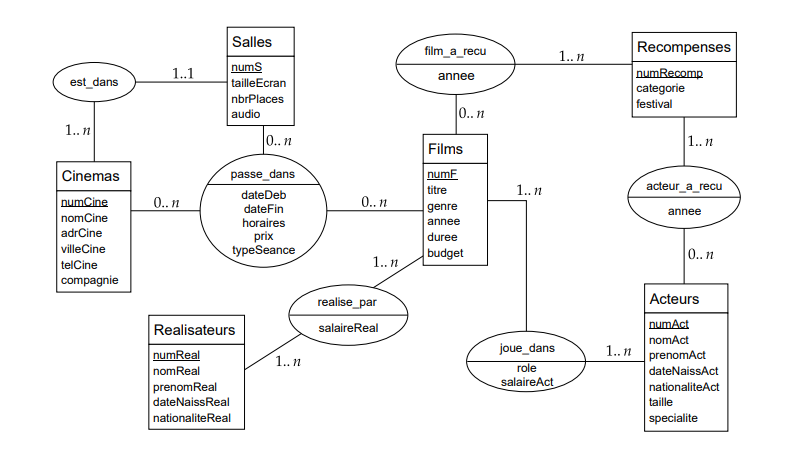 Salles
numS
tailleEcran
nbrPlaces
audio
est_dans
1..1
1..n
0..n
film_a_recu
annee
1..n
0..n
Recompenses
numRecomp
categorie
festival
1..n
acteur_a_recu
annee
0..n
Cinemas
numCine
nomCine
adrCine
villeCine
telCine
compagnie
0..n
passe_dans
dateDeb
dateFin
horaires
prix
typeSeance
0..n
Films
numF
titre
genre
annee
duree
budget
1..n
1..n
realise_par
salaireReal
1..n
Realisateurs
numReal
nomReal
prenomReal
dateNaissReal
nationaliteReal
joue_dans
role
salaireAct
1..n
Acteurs
numAct
nomAct
prenomAct
dateNaissAct
nationaliteAct
taille
specialite